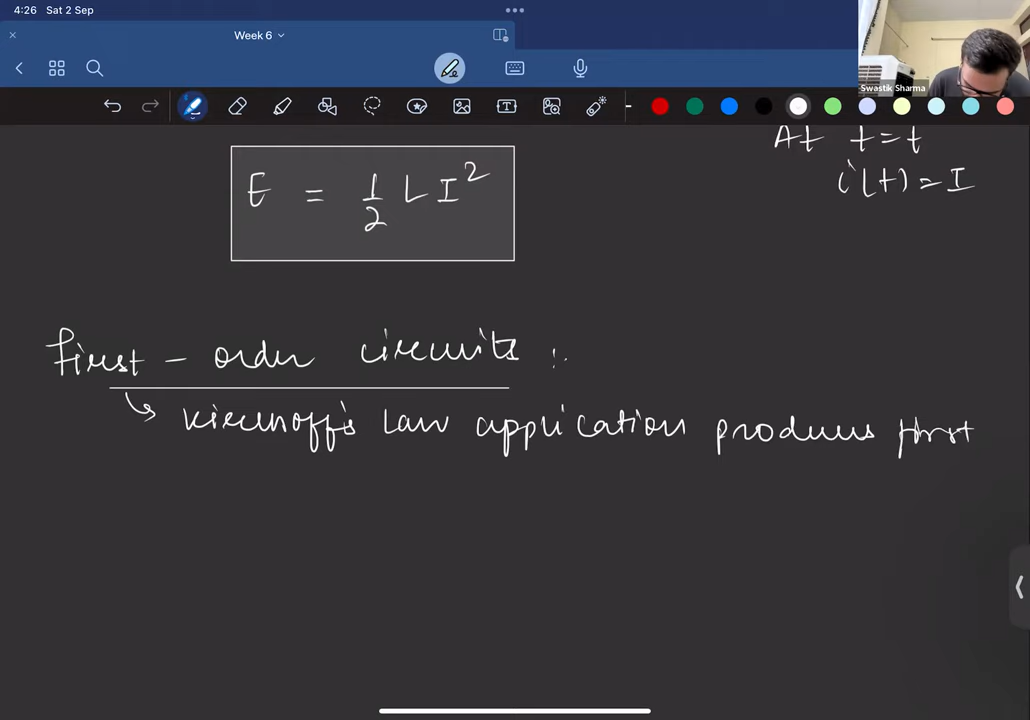 4:26 Sat 2 Sep
Week 6
Swastik Sharma
At t=t
i(t)=I
E = 1/2 L I²
First - order circuits :
Kirchhoff's law application produces first